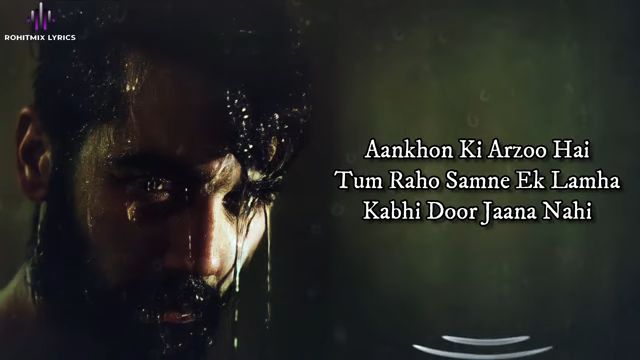 ROHITMIX LYRICS
Aankhon Ki Arzoo Hai
Tum Raho Samne Ek Lamha
Kabhi Door Jaana Nahi